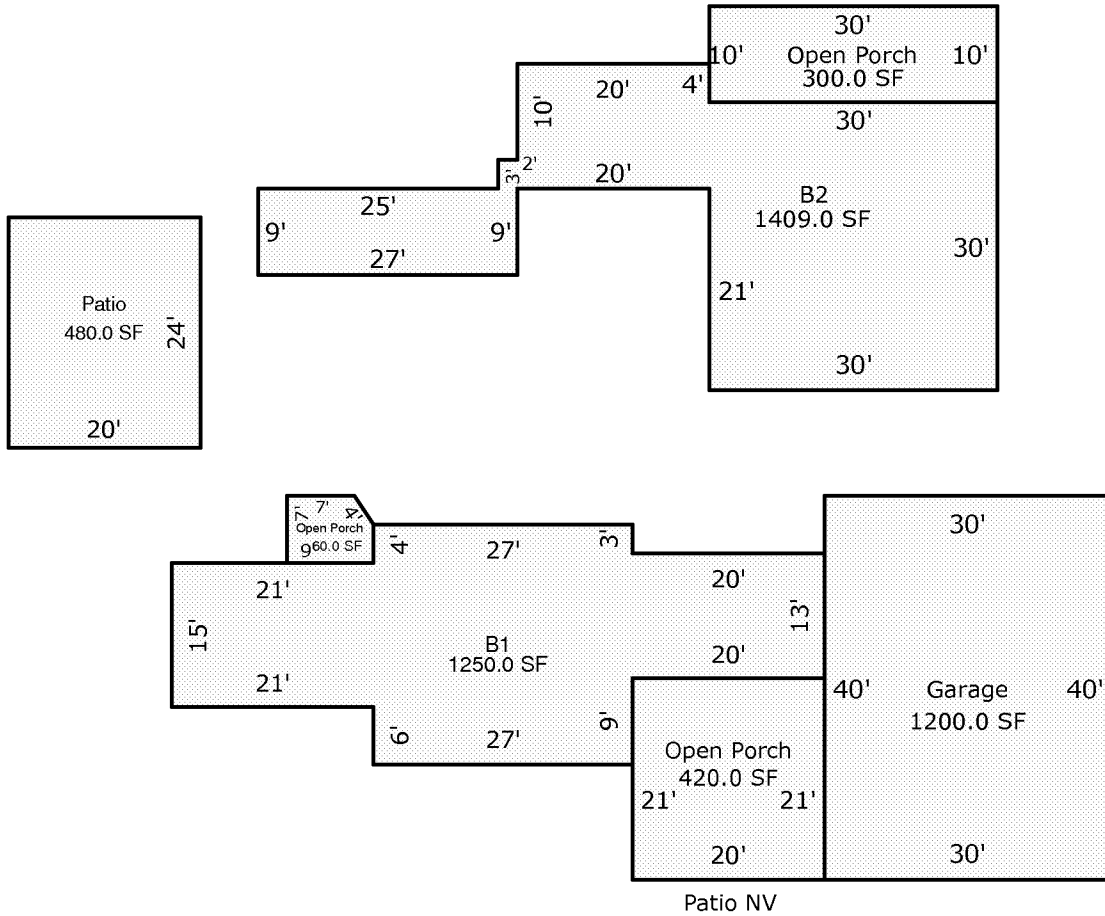 30'
10'
Open Porch
10'
300.0 SF
20'
4'
10'
30'
2'
3'
20'
B2
1409.0 SF
25'
9'
9'
27'
30'
21'
30'
Patio
480.0 SF
24'
20'
7'
7'
4'
Open Porch
9
60.0 SF
4'
27'
3'
30'
21'
20'
13'
15'
B1
1250.0 SF
20'
21'
40'
Garage
40'
1200.0 SF
6'
27'
9'
Open Porch
420.0 SF
21'
21'
20'
30'
Patio NV